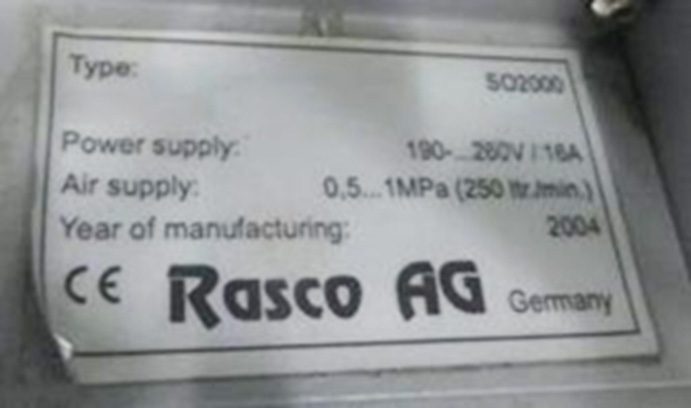 Type: SO2000
Power supply: 190-...260V / 16A
Air supply: 0,5...1MPa (250 ltr./min.)
Year of manufacturing: 2004
CE Rasco AG Germany